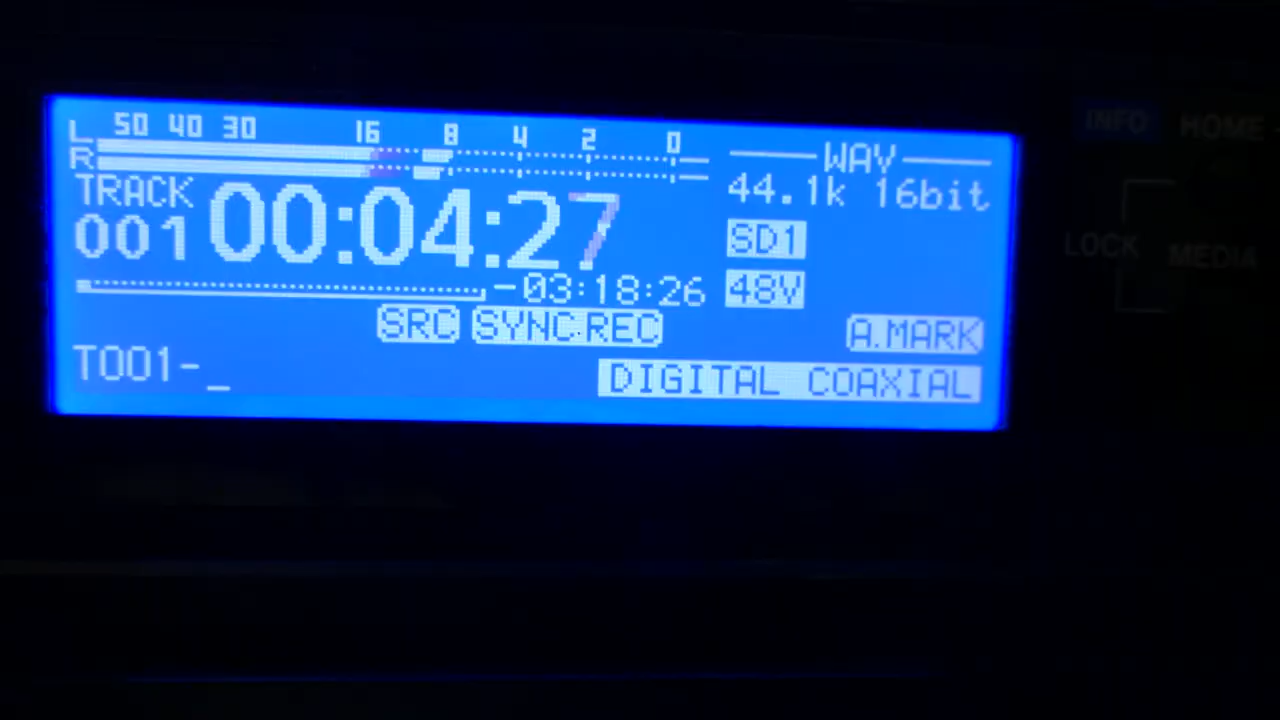 L 50 40 30 16 8 4 2 0
R
WAV
TRACK 001 00:04:27
44.1k 16bit
SD1
-03:18:26 48V
SRC SYNC.REC A.MARK
T001-_ DIGITAL COAXIAL
INFO HOME
LOCK MEDIA